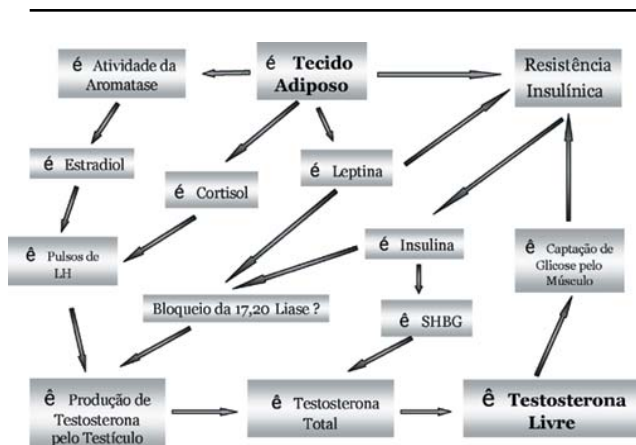 é Atividade da
Aromatase
é Tecido
Adiposo
Resistência
Insulínica
é Estradiol
é Cortisol
é Leptina
ê Pulsos de
LH
é Insulina
ê Captação de
Glicose pelo
Músculo
Bloqueio da 17,20 Liase ?
ê SHBG
ê Produção de
Testosterona
pelo Testículo
ê Testosterona
Total
ê Testosterona
Livre